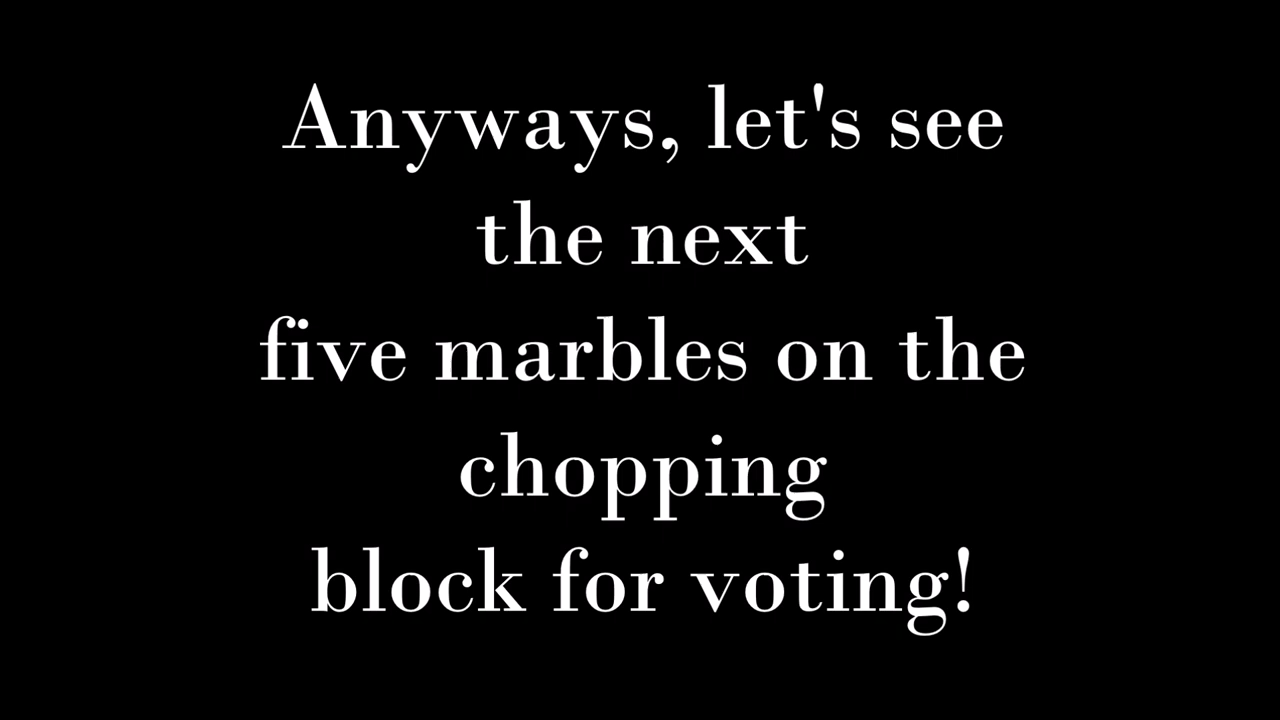 Anyways, let's see
the next
five marbles on the
chopping
block for voting!